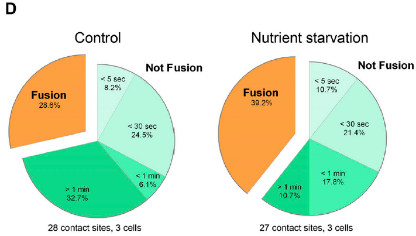 D
Control
Nutrient starvation
Not Fusion
Fusion
28.6%
< 5 sec
8.2%
< 30 sec
24.5%
< 1 min
6.1%
> 1 min
32.7%
28 contact sites, 3 cells
Not Fusion
Fusion
39.2%
< 5 sec
10.7%
< 30 sec
21.4%
< 1 min
17.8%
> 1 min
10.7%
27 contact sites, 3 cells